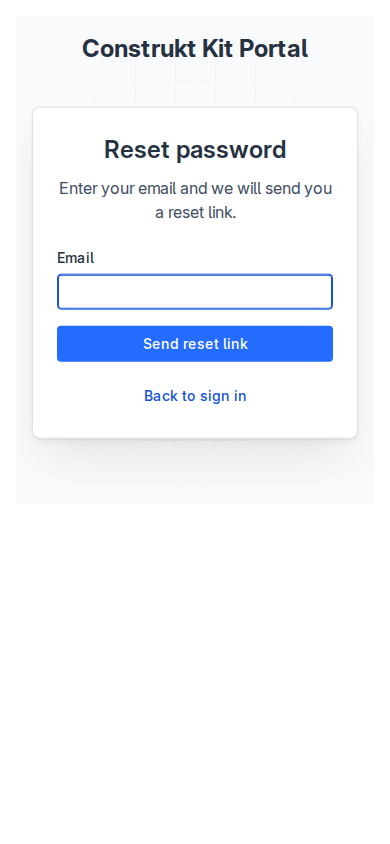 Construkt Kit Portal
Reset password
Enter your email and we will send you
a reset link.
Email
Send reset link
Back to sign in